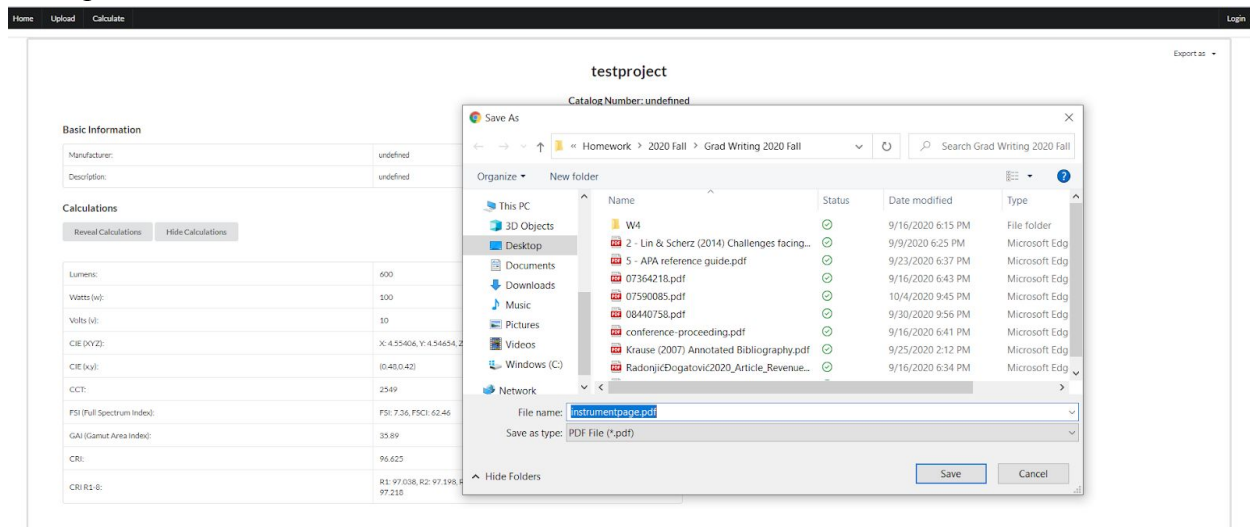 Home Upload Calculate Login
Export as
testproject
Catalog Number: undefined
Basic Information
Manufacturer: undefined
Description: undefined
Calculations
Reveal Calculations Hide Calculations
Lumens: 600
Watts (w): 100
Volts (v): 10
CIE (XYZ): X: 4.55406, Y: 4.54654, Z
CIE (x,y): (0.48,0.42)
CCT: 2549
FSI (Full Spectrum Index): FSI: 7.36, FSCI: 62.46
GAI (Gamut Area Index): 35.89
CRI: 96.625
CRI R1-8: R1: 97.038, R2: 97.198, R
97.218
Save As
« Homework > 2020 Fall > Grad Writing 2020 Fall Search Grad Writing 2020 Fall
Organize New folder
Name Status Date modified Type
This PC
3D Objects
Desktop
Documents
Downloads
Music
Pictures
Videos
Windows (C:)
Network
W4 9/16/2020 6:15 PM File folder
2 - Lin & Scherz (2014) Challenges facing... 9/9/2020 6:25 PM Microsoft Edg
5 - APA reference guide.pdf 9/23/2020 6:37 PM Microsoft Edg
07364218.pdf 9/16/2020 6:43 PM Microsoft Edg
07590085.pdf 10/4/2020 9:45 PM Microsoft Edg
08440758.pdf 9/30/2020 9:56 PM Microsoft Edg
conference-proceeding.pdf 9/16/2020 6:41 PM Microsoft Edg
Krause (2007) Annotated Bibliography.pdf 9/25/2020 2:12 PM Microsoft Edg
RadonjićĐogatović2020_Article_Revenue... 9/16/2020 6:34 PM Microsoft Edg
File name: instrumentpage.pdf
Save as type: PDF File (*.pdf)
Hide Folders Save Cancel